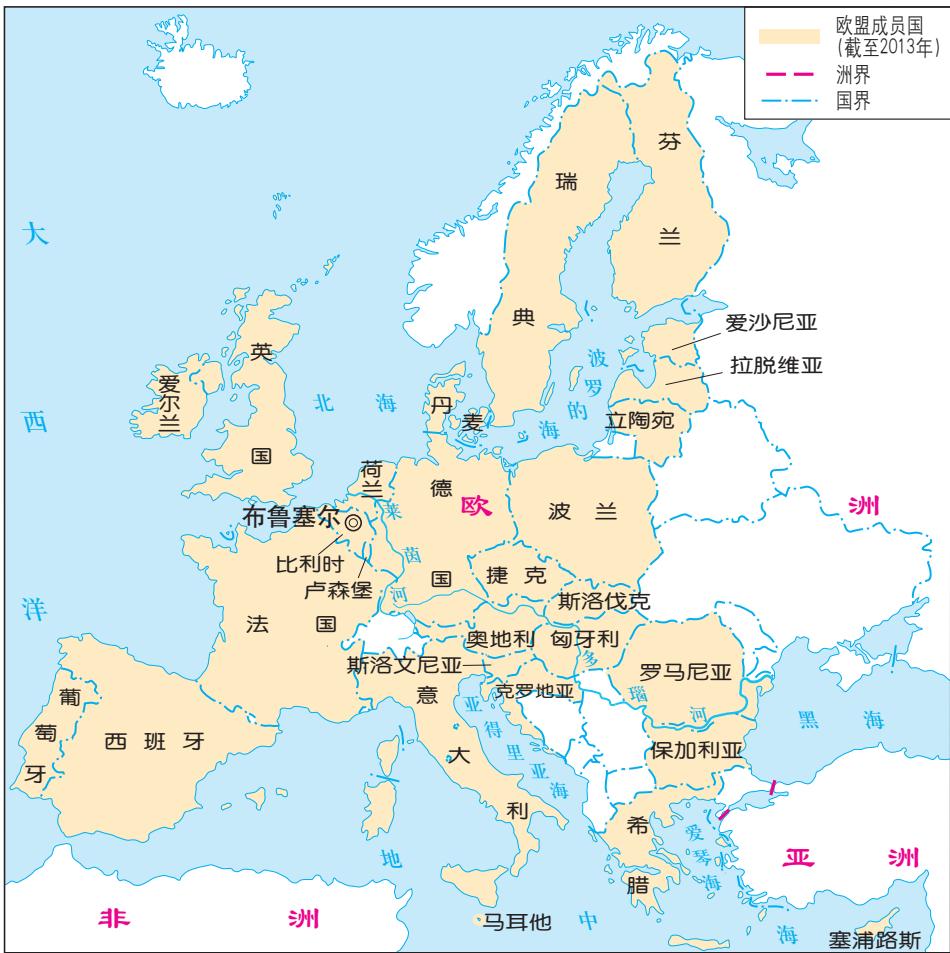 欧盟成员国
(截至2013年)
洲界
国界
大西洋
瑞典
芬兰
爱沙尼亚
拉脱维亚
立陶宛
波罗的海
英国
爱尔兰
北海
丹麦
荷兰
德国
欧洲
波兰
布鲁塞尔
莱茵河
比利时
卢森堡
捷克
斯洛伐克
法国
奥地利
匈牙利
斯洛文尼亚
克罗地亚
多瑙河
罗马尼亚
保加利亚
黑海
葡萄牙
西班牙
意大利
亚得里亚海
希腊
爱琴海
亚洲
非洲
地中海
马耳他
塞浦路斯